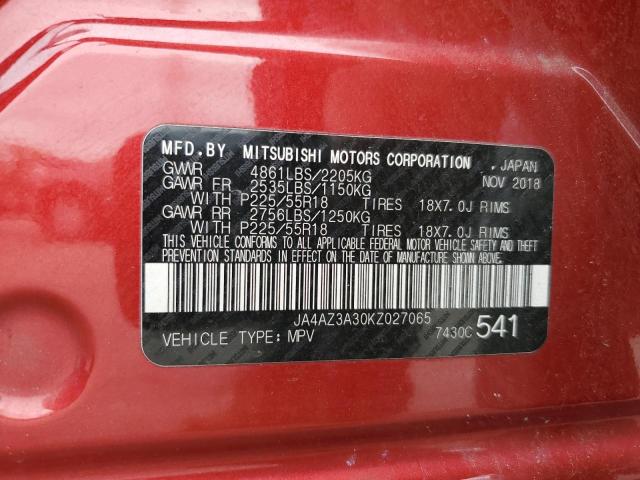 MFD.BY MITSUBISHI MOTORS CORPORATION , JAPAN
GVWR 4861LBS/2205KG NOV 2018
GAWR FR 2535LBS/1150KG
WITH P225/55R18 TIRES 18X7.0J RIMS
GAWR RR 2756LBS/1250KG
WITH P225/55R18 TIRES 18X7.0J RIMS
THIS VEHICLE CONFORMS TO ALL APPLICABLE FEDERAL MOTOR VEHICLE SAFETY AND THEFT
PREVENTION STANDARDS IN EFFECT ON THE DATE OF MANUFACTURE SHOWN ABOVE.
JA4AZ3A30KZ027065
VEHICLE TYPE: MPV 7430C 541